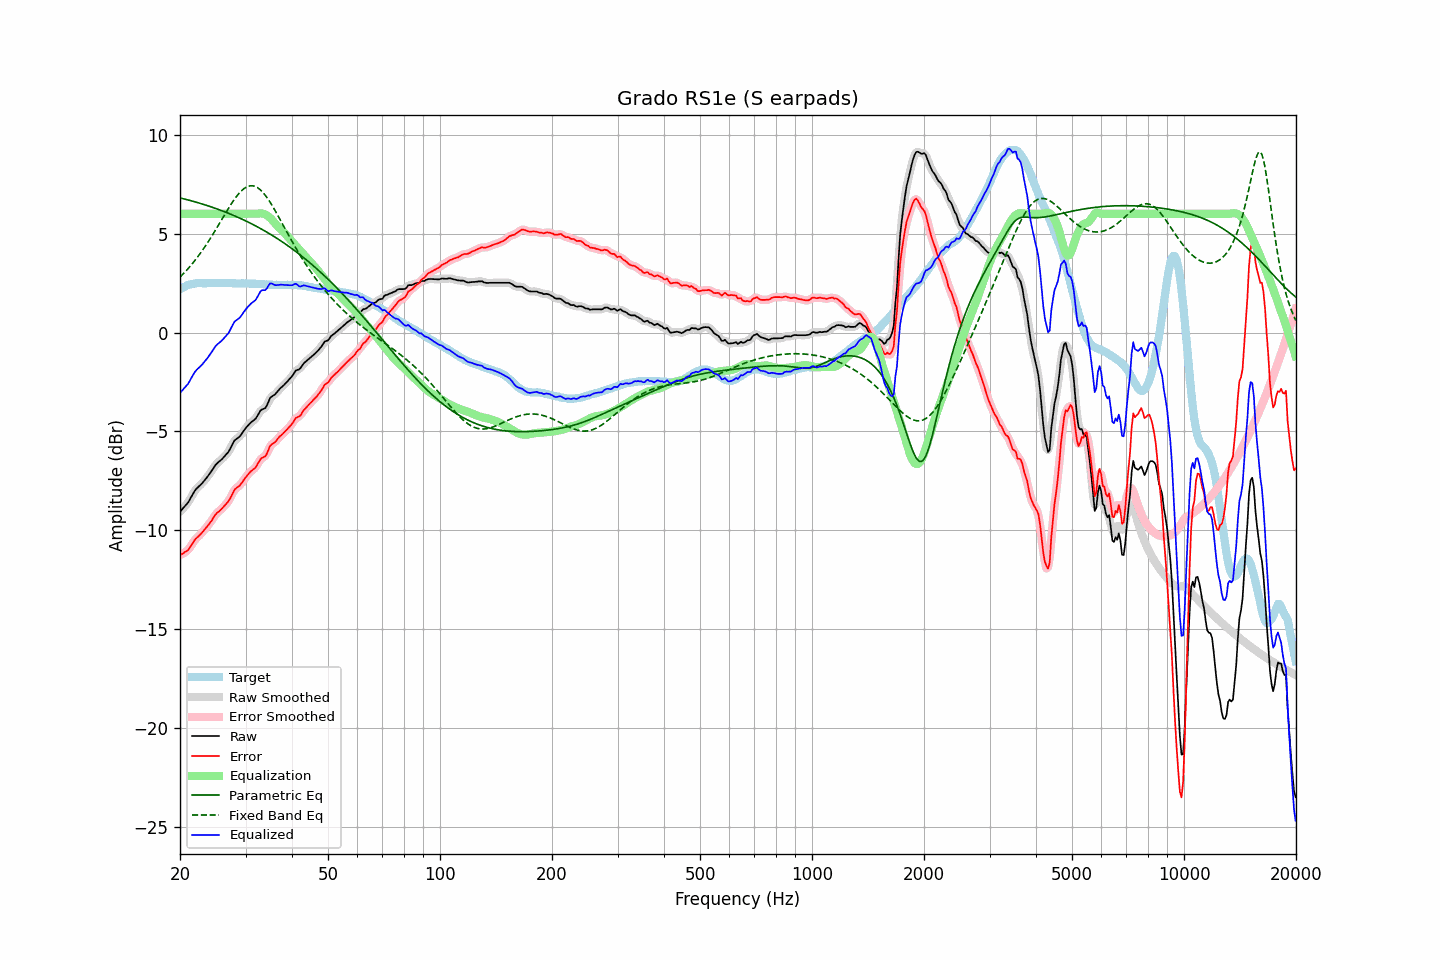 Grado RS1e (S earpads)
Amplitude (dBr)
10
5
0
−5
−10
−15
−20
−25
Target
Raw Smoothed
Error Smoothed
Raw
Error
Equalization
Parametric Eq
Fixed Band Eq
Equalized
20 50 100 200 500 1000 2000 5000 10000 20000
Frequency (Hz)